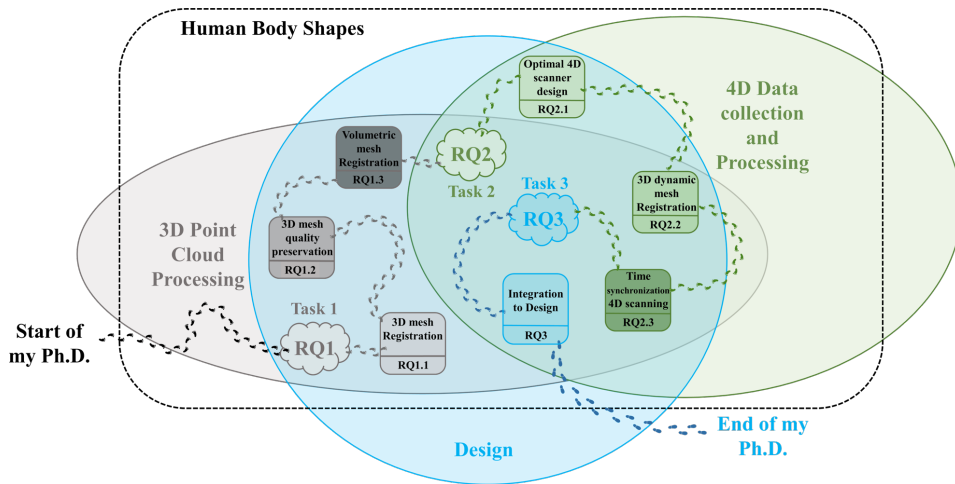 Human Body Shapes
Optimal 4D
scanner
design
RQ2.1
4D Data
collection
and
Processing
Volumetric
mesh
Registration
RQ1.3
RQ2
Task 2
Task 3
RQ3
3D dynamic
mesh
Registration
RQ2.2
3D Point
Cloud
Processing
3D mesh
quality
preservation
RQ1.2
Time
synchronization
4D scanning
RQ2.3
Integration
to Design
RQ3
Task 1
RQ1
3D mesh
Registration
RQ1.1
Start of
my Ph.D.
End of my
Ph.D.
Design